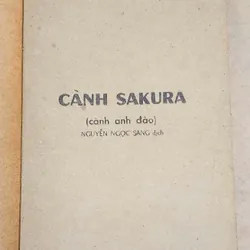 CÀNH SAKURA
(cành anh đào)
NGUYỄN NGỌC SANG dịch